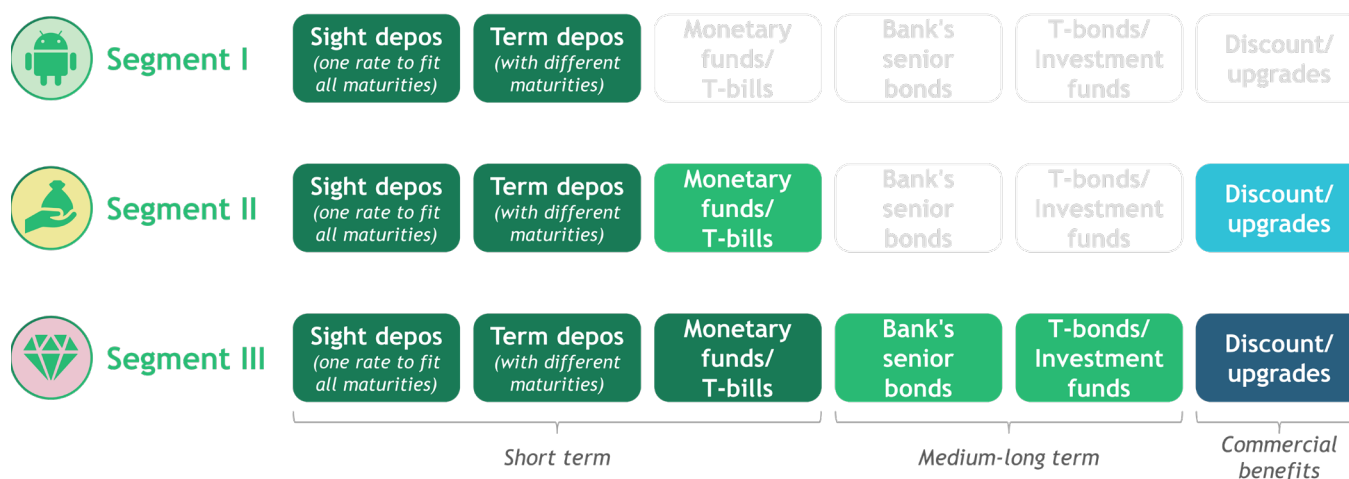 Segment I
Sight depos
(one rate to fit
all maturities)
Term depos
(with different
maturities)
Monetary
funds/
T-bills
Bank's
senior
bonds
T-bonds/
Investment
funds
Discount/
upgrades
Segment II
Sight depos
(one rate to fit
all maturities)
Term depos
(with different
maturities)
Monetary
funds/
T-bills
Bank's
senior
bonds
T-bonds/
Investment
funds
Discount/
upgrades
Segment III
Sight depos
(one rate to fit
all maturities)
Term depos
(with different
maturities)
Monetary
funds/
T-bills
Bank's
senior
bonds
T-bonds/
Investment
funds
Discount/
upgrades
Short term
Medium-long term
Commercial
benefits